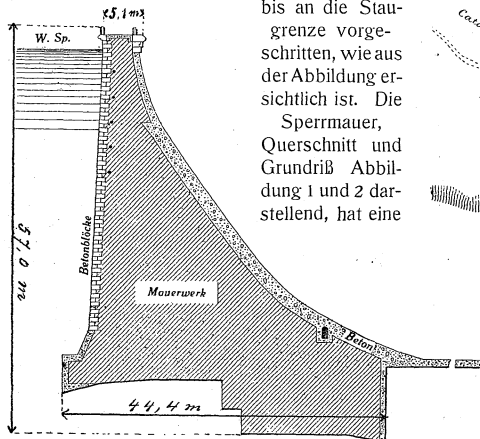 5,1 m
W. Sp.
57,0 m
Betonblöcke
Mauerwerk
Beton
44,4 m
bis an die Stau-
grenze vorge-
schritten, wie aus
der Abbildung er-
sichtlich ist. Die
Sperrmauer,
Querschnitt und
Grundriß Abbil-
dung 1 und 2 dar-
stellend, hat eine